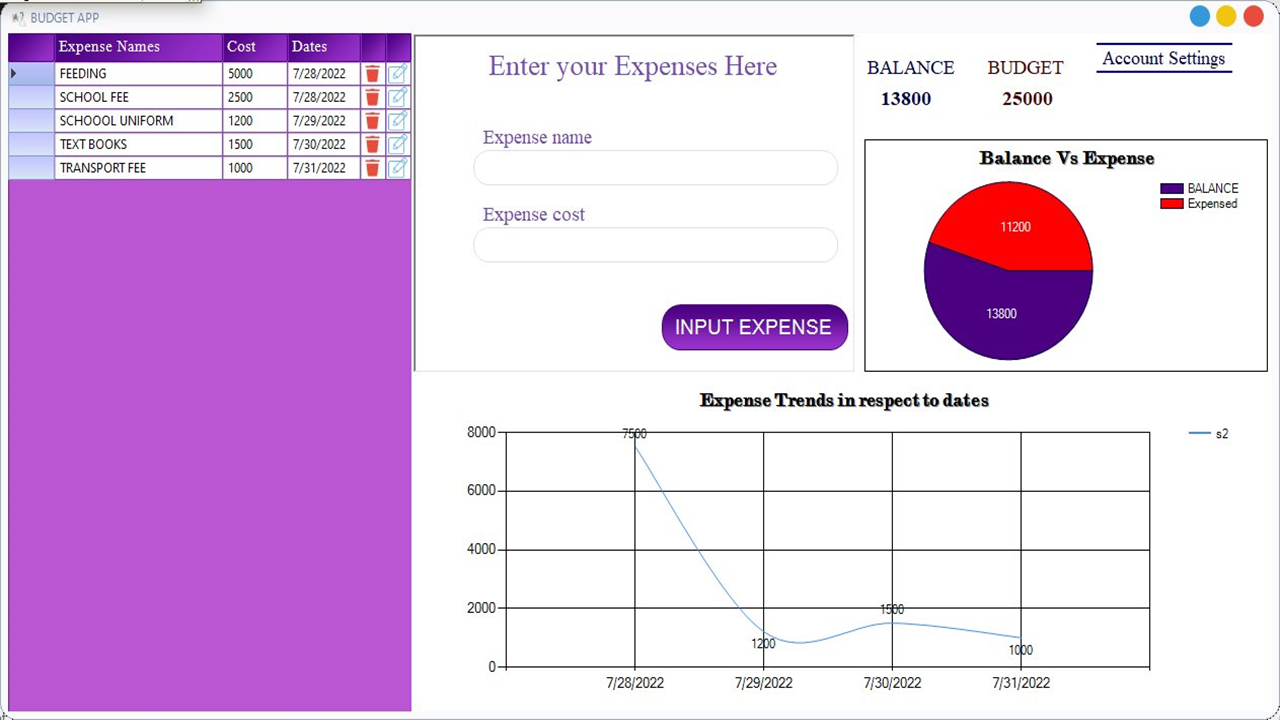 BUDGET APP
Expense Names Cost Dates
FEEDING 5000 7/28/2022
SCHOOL FEE 2500 7/28/2022
SCHOOOL UNIFORM 1200 7/29/2022
TEXT BOOKS 1500 7/30/2022
TRANSPORT FEE 1000 7/31/2022
Enter your Expenses Here
Expense name
Expense cost
INPUT EXPENSE
BALANCE BUDGET Account Settings
13800 25000
Balance Vs Expense
BALANCE
Expensed
11200
13800
Expense Trends in respect to dates
s2
8000
6000
4000
2000
0
7500
1200
1500
1000
7/28/2022 7/29/2022 7/30/2022 7/31/2022